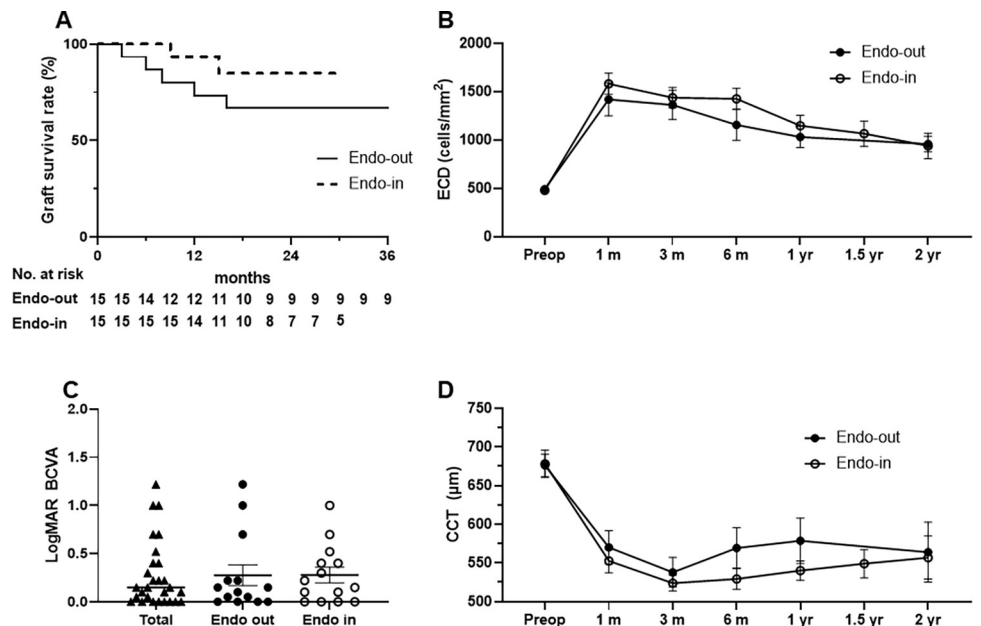 A
Graft survival rate (%)
100
50
0
Endo-out
Endo-in
0 12 24 36
months
No. at risk
Endo-out 15 15 14 12 12 11 10 9 9 9 9 9 9
Endo-in 15 15 15 15 14 11 10 8 7 7 5
B
ECD (cells/mm²)
2000
1500
1000
500
0
Endo-out
Endo-in
Preop 1 m 3 m 6 m 1 yr 1.5 yr 2 yr
C
LogMAR BCVA
2.0
1.5
1.0
0.5
0.0
Total Endo out Endo in
D
CCT (µm)
750
700
650
600
550
500
Endo-out
Endo-in
Preop 1 m 3 m 6 m 1 yr 1.5 yr 2 yr